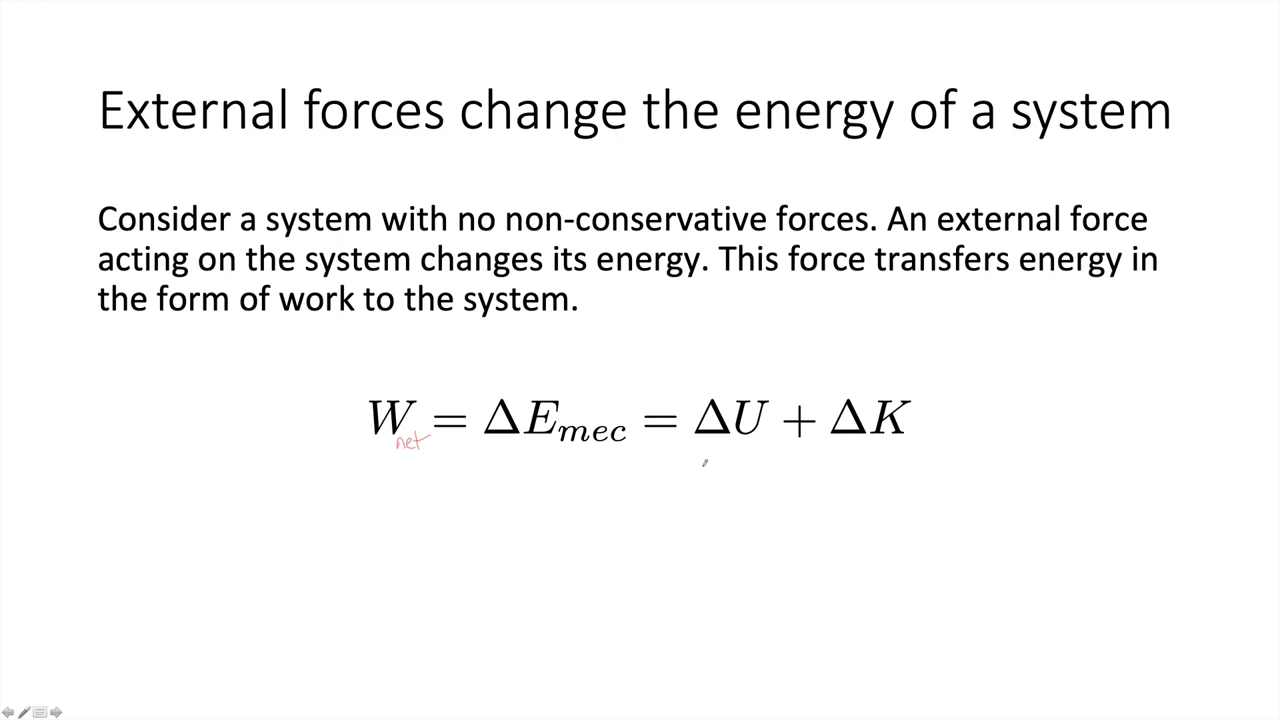 External forces change the energy of a system
Consider a system with no non-conservative forces. An external force
acting on the system changes its energy. This force transfers energy in
the form of work to the system.
W_net = ΔE_mec = ΔU + ΔK